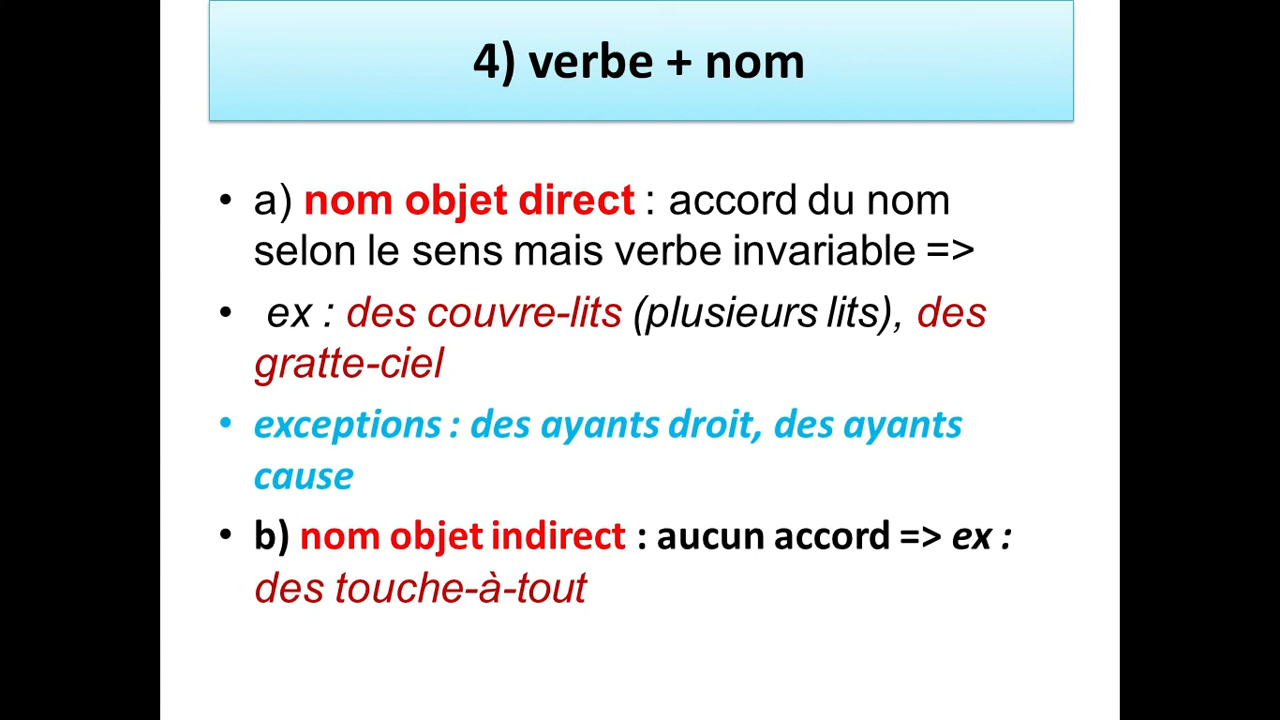 4) verbe + nom
• a) nom objet direct : accord du nom
selon le sens mais verbe invariable =>
• ex : des couvre-lits (plusieurs lits), des
gratte-ciel
• exceptions : des ayants droit, des ayants
cause
• b) nom objet indirect : aucun accord => ex :
des touche-à-tout